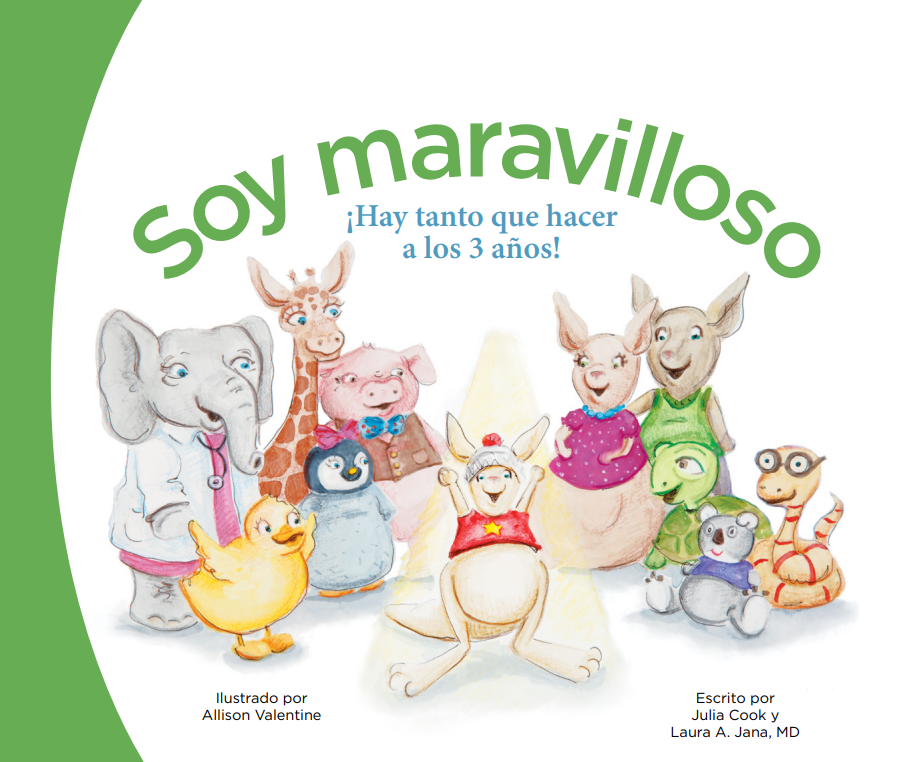 Soy maravilloso
¡Hay tanto que hacer
a los 3 años!
Ilustrado por
Allison Valentine
Escrito por
Julia Cook y
Laura A. Jana, MD